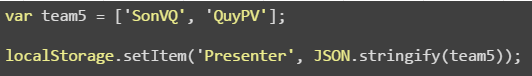 var team5 = ['SonVQ', 'QuyPV'];
localStorage.setItem('Presenter', JSON.stringify(team5));